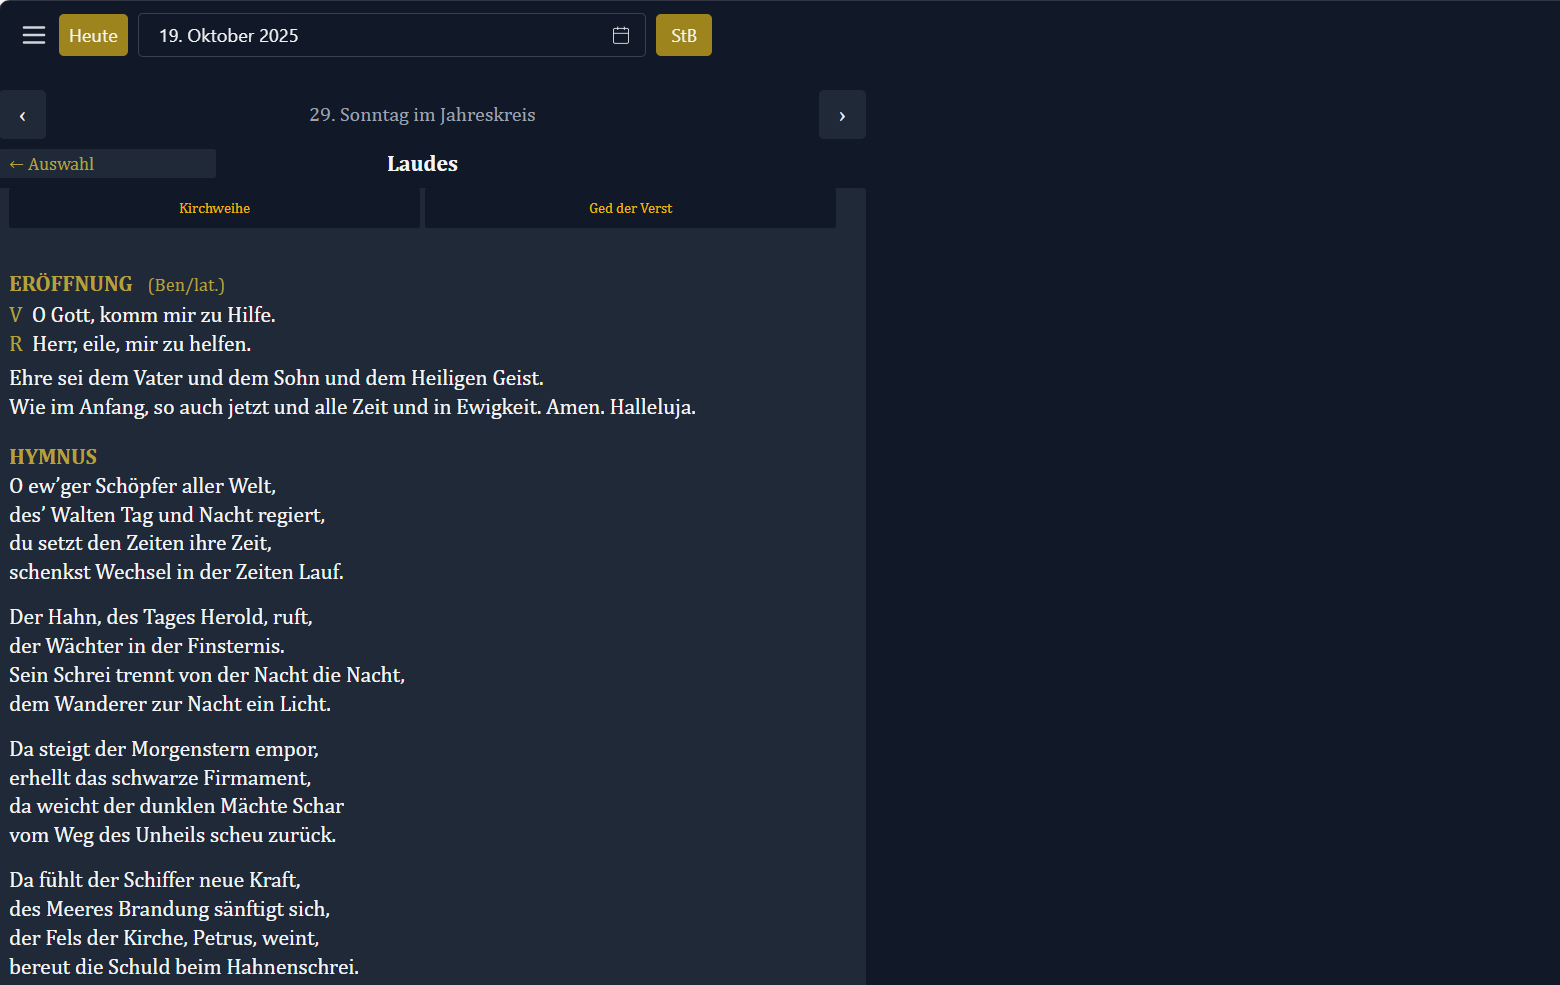 Heute
19. Oktober 2025
StB
‹
29. Sonntag im Jahreskreis
›
← Auswahl
Laudes
Kirchweihe
Ged der Verst
ERÖFFNUNG (Ben/lat.)
V O Gott, komm mir zu Hilfe.
R Herr, eile, mir zu helfen.
Ehre sei dem Vater und dem Sohn und dem Heiligen Geist.
Wie im Anfang, so auch jetzt und alle Zeit und in Ewigkeit. Amen. Halleluja.
HYMNUS
O ew’ger Schöpfer aller Welt,
des’ Walten Tag und Nacht regiert,
du setzt den Zeiten ihre Zeit,
schenkst Wechsel in der Zeiten Lauf.
Der Hahn, des Tages Herold, ruft,
der Wächter in der Finsternis.
Sein Schrei trennt von der Nacht die Nacht,
dem Wanderer zur Nacht ein Licht.
Da steigt der Morgenstern empor,
erhellt das schwarze Firmament,
da weicht der dunklen Mächte Schar
vom Weg des Unheils scheu zurück.
Da fühlt der Schiffer neue Kraft,
des Meeres Brandung sänftigt sich,
der Fels der Kirche, Petrus, weint,
bereut die Schuld beim Hahnenschrei.